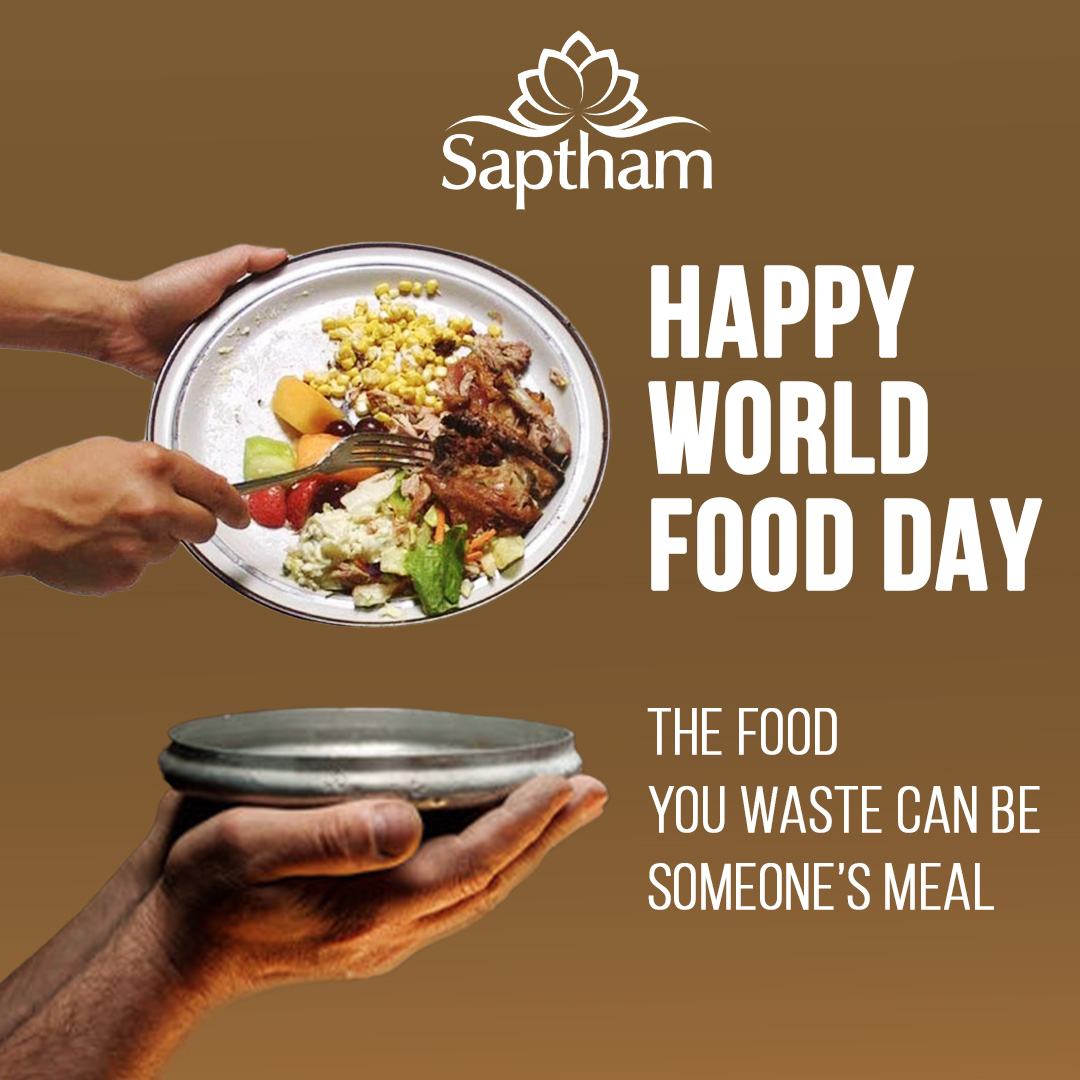 Saptham
HAPPY
WORLD
FOOD DAY
THE FOOD
YOU WASTE CAN BE
SOMEONE'S MEAL